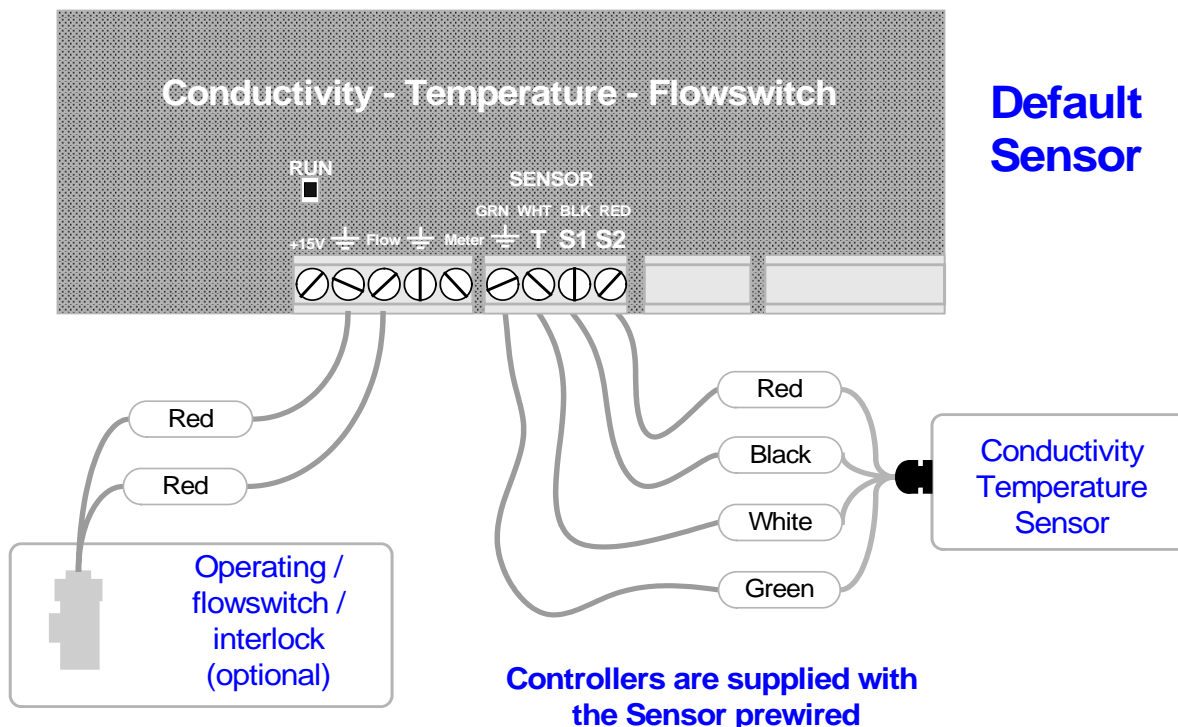 Conductivity - Temperature - Flowswitch
Default
Sensor
RUN
SENSOR
GRN WHT BLK RED
+15V Flow Meter T S1 S2
Red
Red
Red
Black
White
Green
Conductivity
Temperature
Sensor
Operating /
flowswitch /
interlock
(optional)
Controllers are supplied with
the Sensor prewired